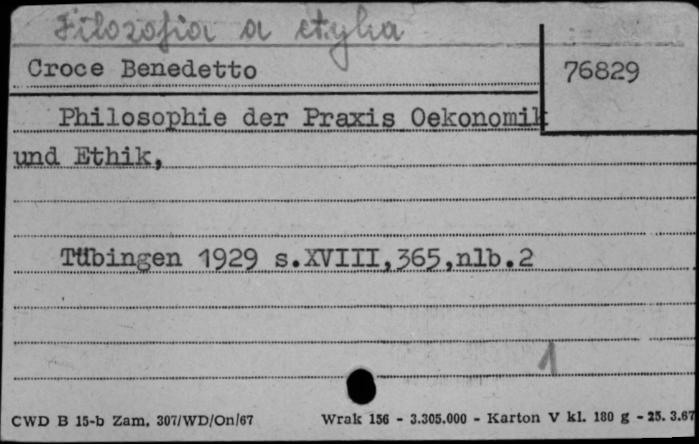 Filozofia a etyka
Croce Benedetto
76829
Philosophie der Praxis Oekonomik
und Ethik,
Tübingen 1929 s.XVIII,365,nlb.2
1
CWD B 15-b Zam. 307/WD/On/67 Wrak 156 - 3.305.000 - Karton V kl. 180 g - 25. 3.67